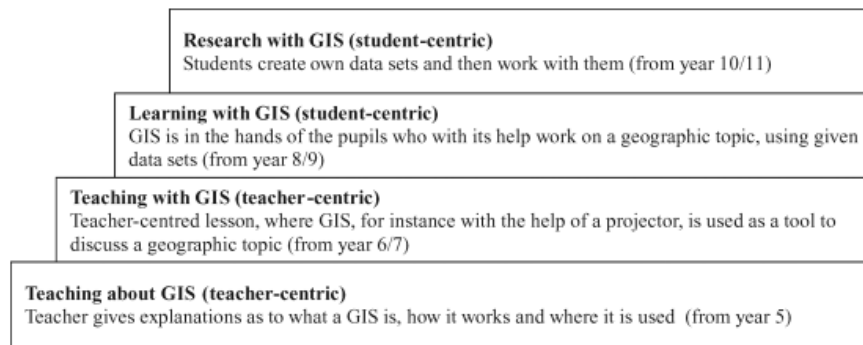 Research with GIS (student-centric)
Students create own data sets and then work with them (from year 10/11)
Learning with GIS (student-centric)
GIS is in the hands of the pupils who with its help work on a geographic topic, using given
data sets (from year 8/9)
Teaching with GIS (teacher-centric)
Teacher-centred lesson, where GIS, for instance with the help of a projector, is used as a tool to
discuss a geographic topic (from year 6/7)
Teaching about GIS (teacher-centric)
Teacher gives explanations as to what a GIS is, how it works and where it is used (from year 5)